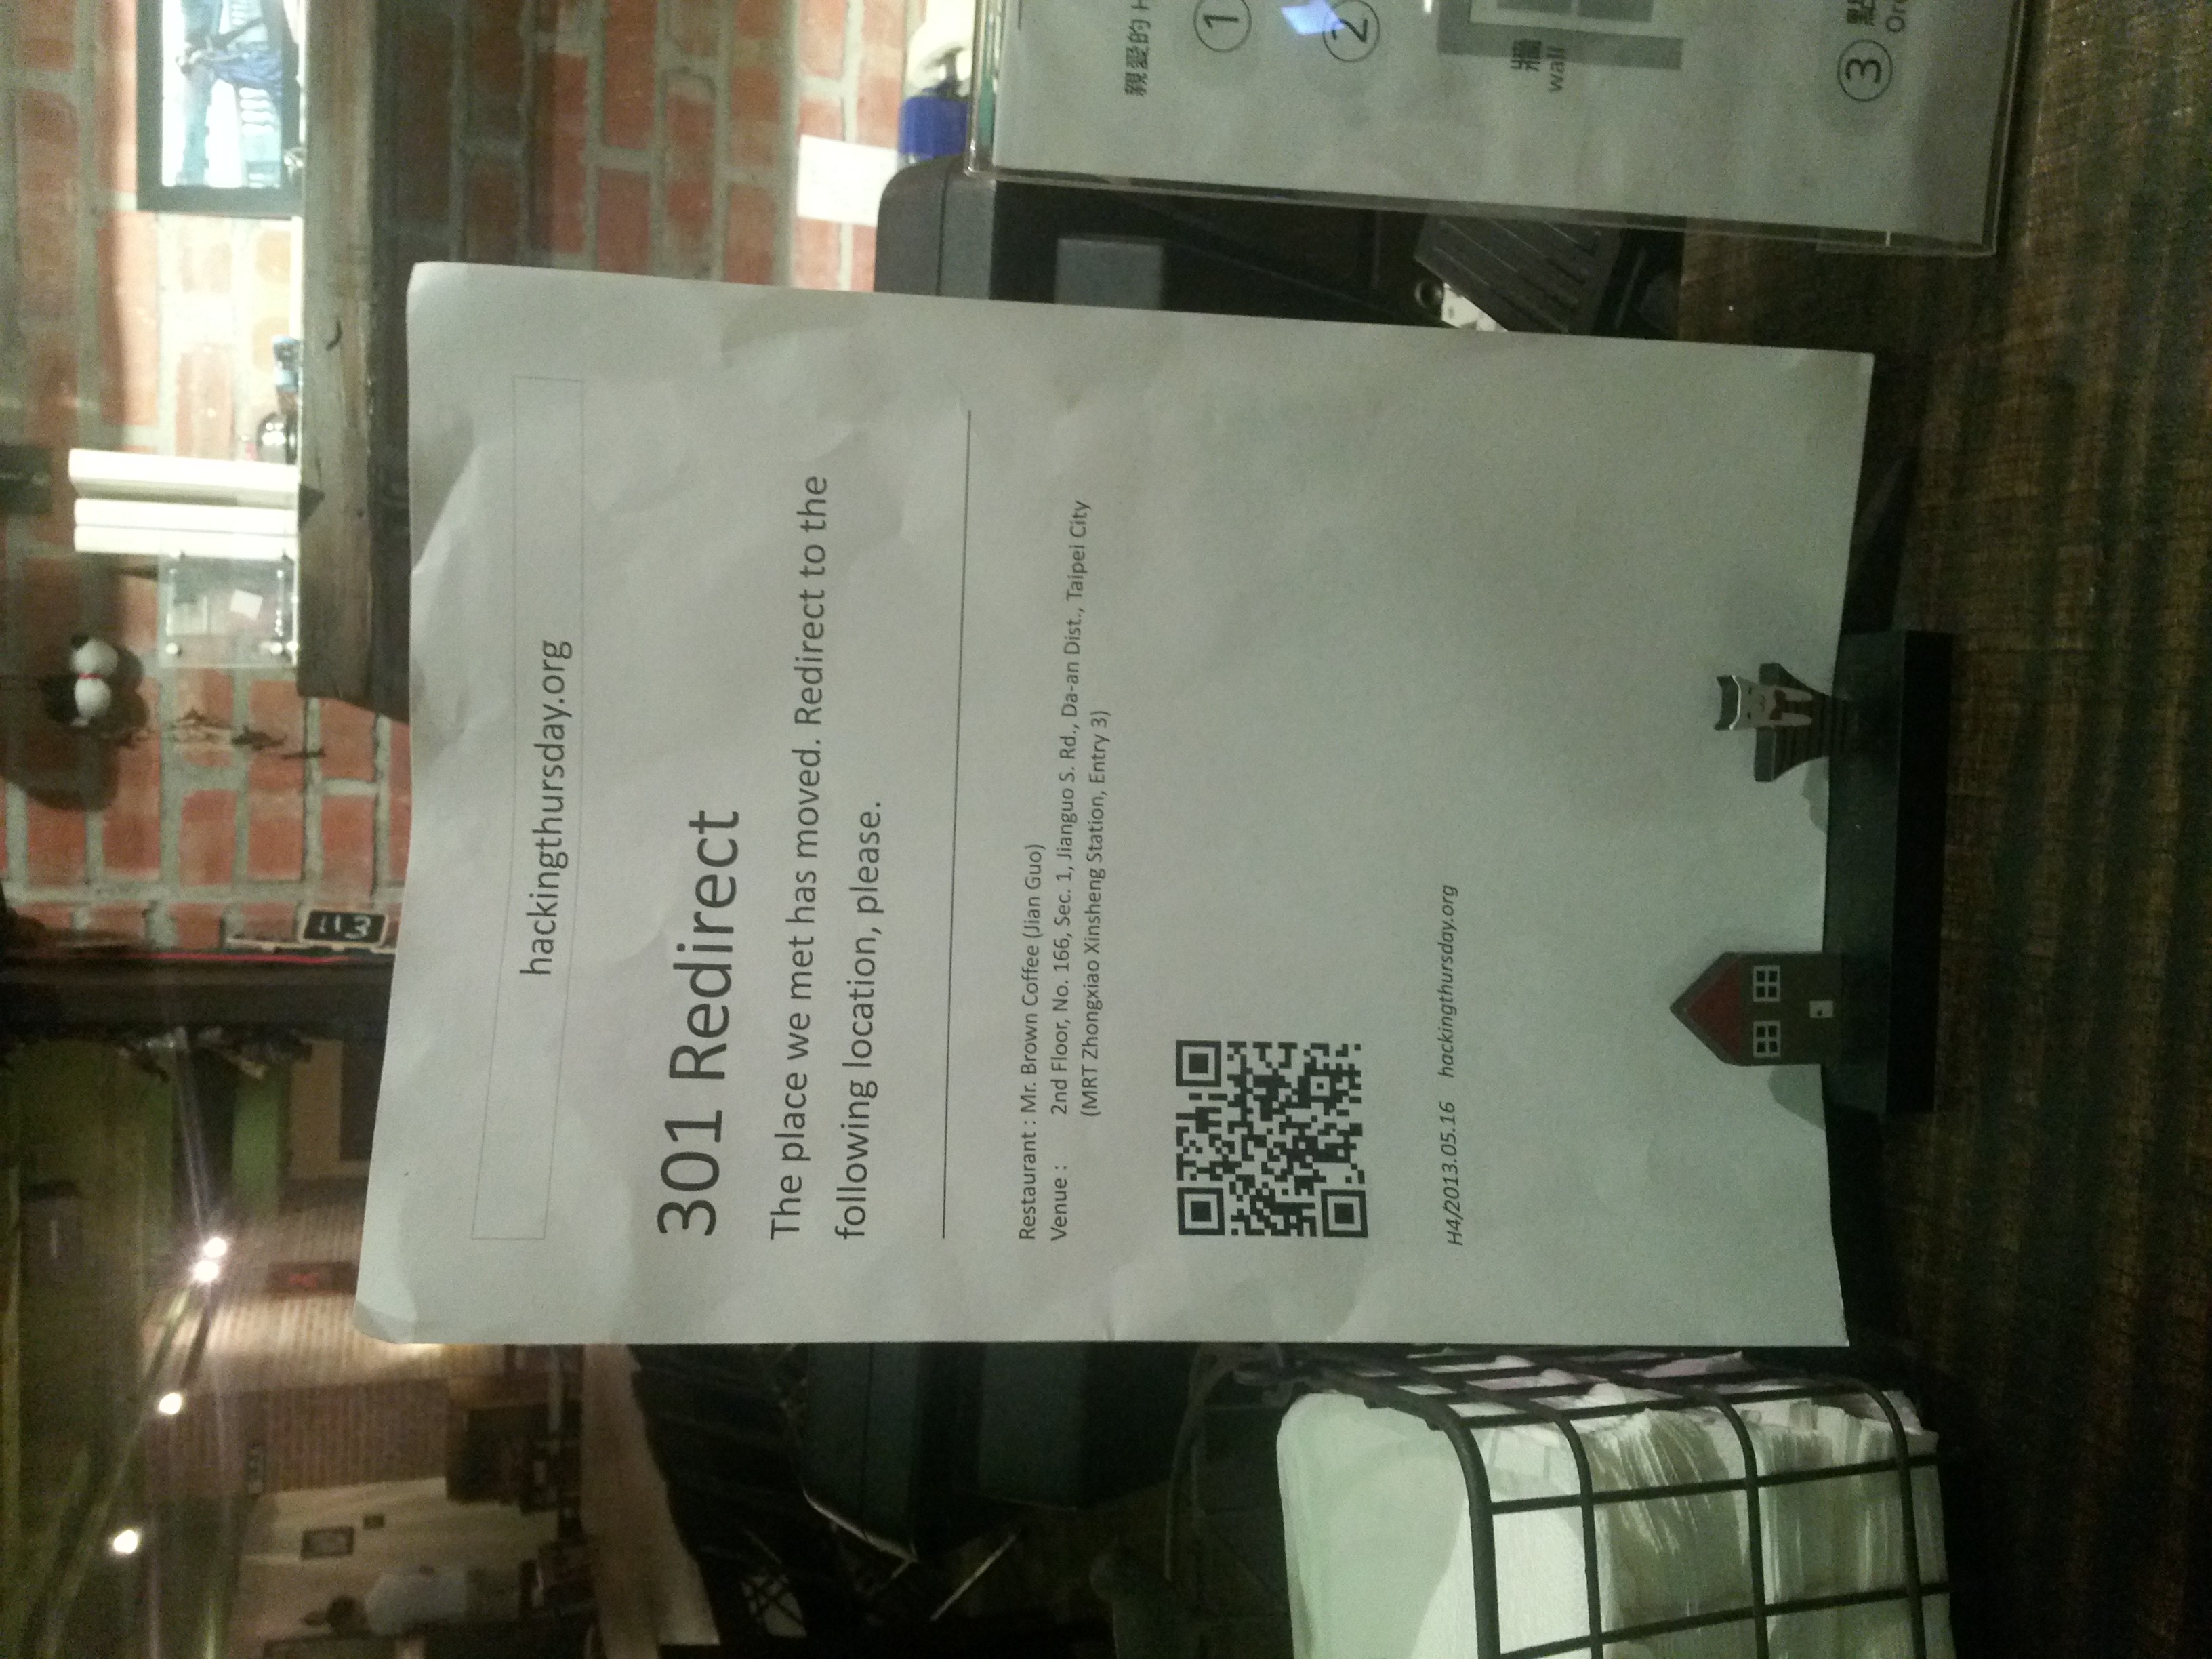 113
hackingthursday.org
301 Redirect
The place we met has moved. Redirect to the
following location, please.
Restaurant : Mr. Brown Coffee (Jian Guo)
Venue : 2nd Floor, No. 166, Sec. 1, Jianguo S. Rd., Da-an Dist., Taipei City
(MRT Zhongxiao Xinsheng Station, Entry 3)
H4/2013.05.16 hackingthursday.org
親愛的 H
1
2
牆
wall
3 點
Or